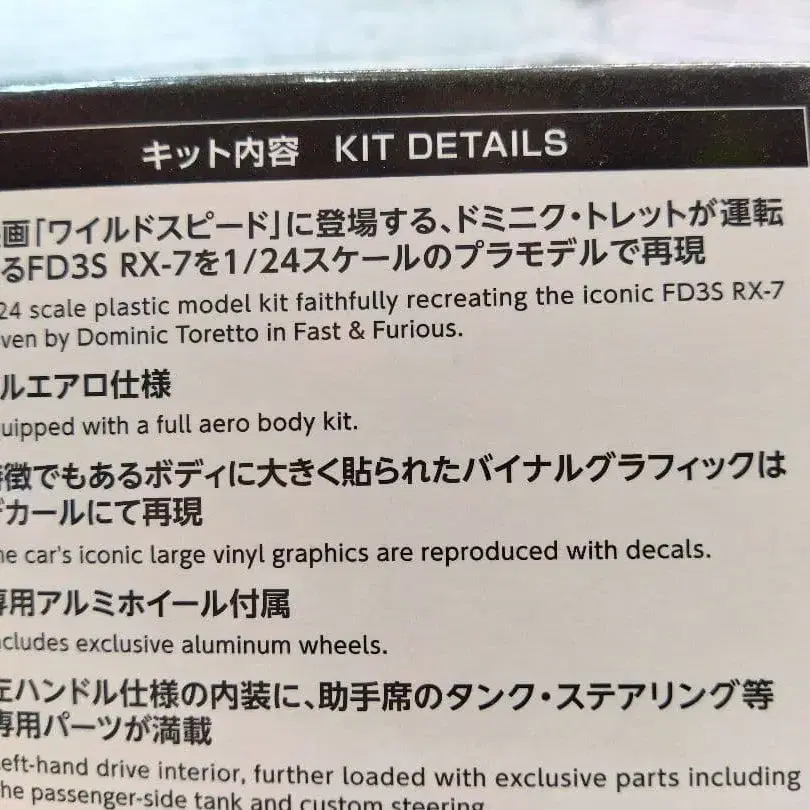 キット内容 KIT DETAILS
画「ワイルドスピード」に登場する、ドミニク・トレットが運転
るFD3S RX-7を1/24スケールのプラモデルで再現
24 scale plastic model kit faithfully recreating the iconic FD3S RX-7
ven by Dominic Toretto in Fast & Furious.
ルエアロ仕様
uipped with a full aero body kit.
特徴でもあるボディに大きく貼られたバイナルグラフィックは
デカールにて再現
he car's iconic large vinyl graphics are reproduced with decals.
専用アルミホイール付属
ncludes exclusive aluminum wheels.
左ハンドル仕様の内装に、助手席のタンク・ステアリング等
専用パーツが満載
eft-hand drive interior, further loaded with exclusive parts including
he passenger-side tank and custom steering.